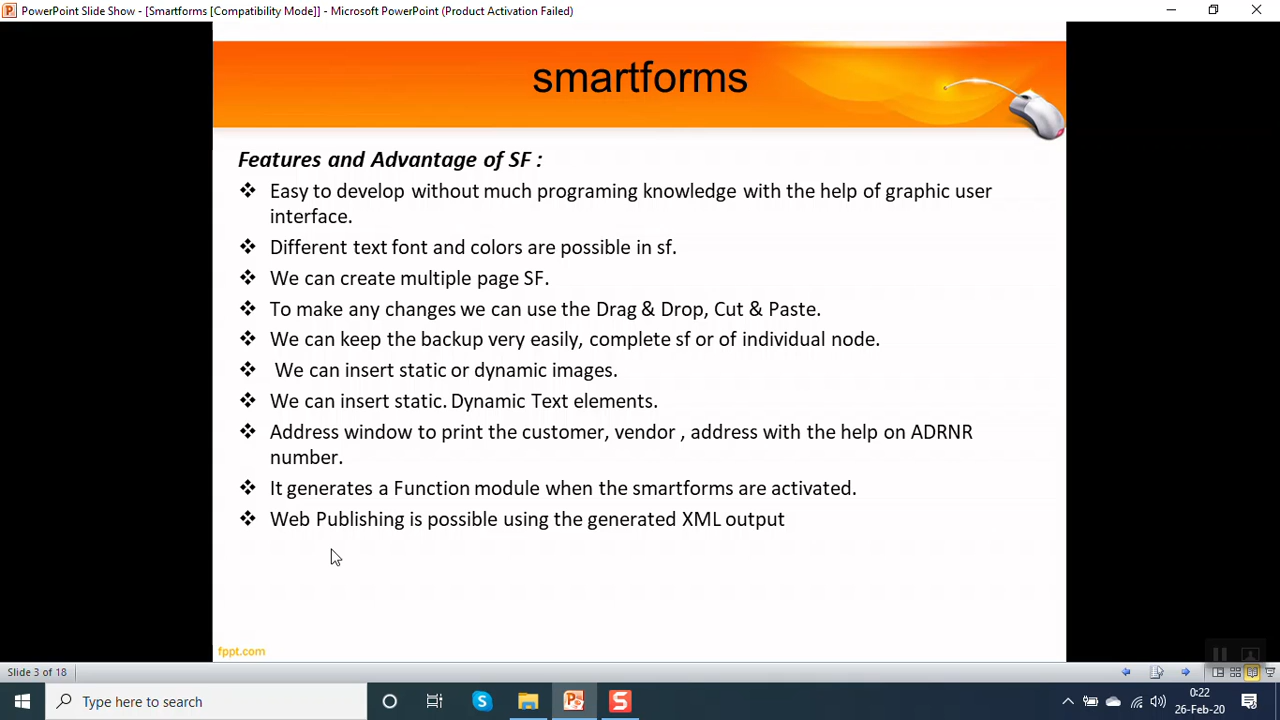 PowerPoint Slide Show - [Smartforms [Compatibility Mode]] - Microsoft PowerPoint (Product Activation Failed)
smartforms
Features and Advantage of SF :
❖ Easy to develop without much programing knowledge with the help of graphic user
interface.
❖ Different text font and colors are possible in sf.
❖ We can create multiple page SF.
❖ To make any changes we can use the Drag & Drop, Cut & Paste.
❖ We can keep the backup very easily, complete sf or of individual node.
❖ We can insert static or dynamic images.
❖ We can insert static. Dynamic Text elements.
❖ Address window to print the customer, vendor , address with the help on ADRNR
number.
❖ It generates a Function module when the smartforms are activated.
❖ Web Publishing is possible using the generated XML output
fppt.com
Slide 3 of 18
Type here to search
0:22
26-Feb-20